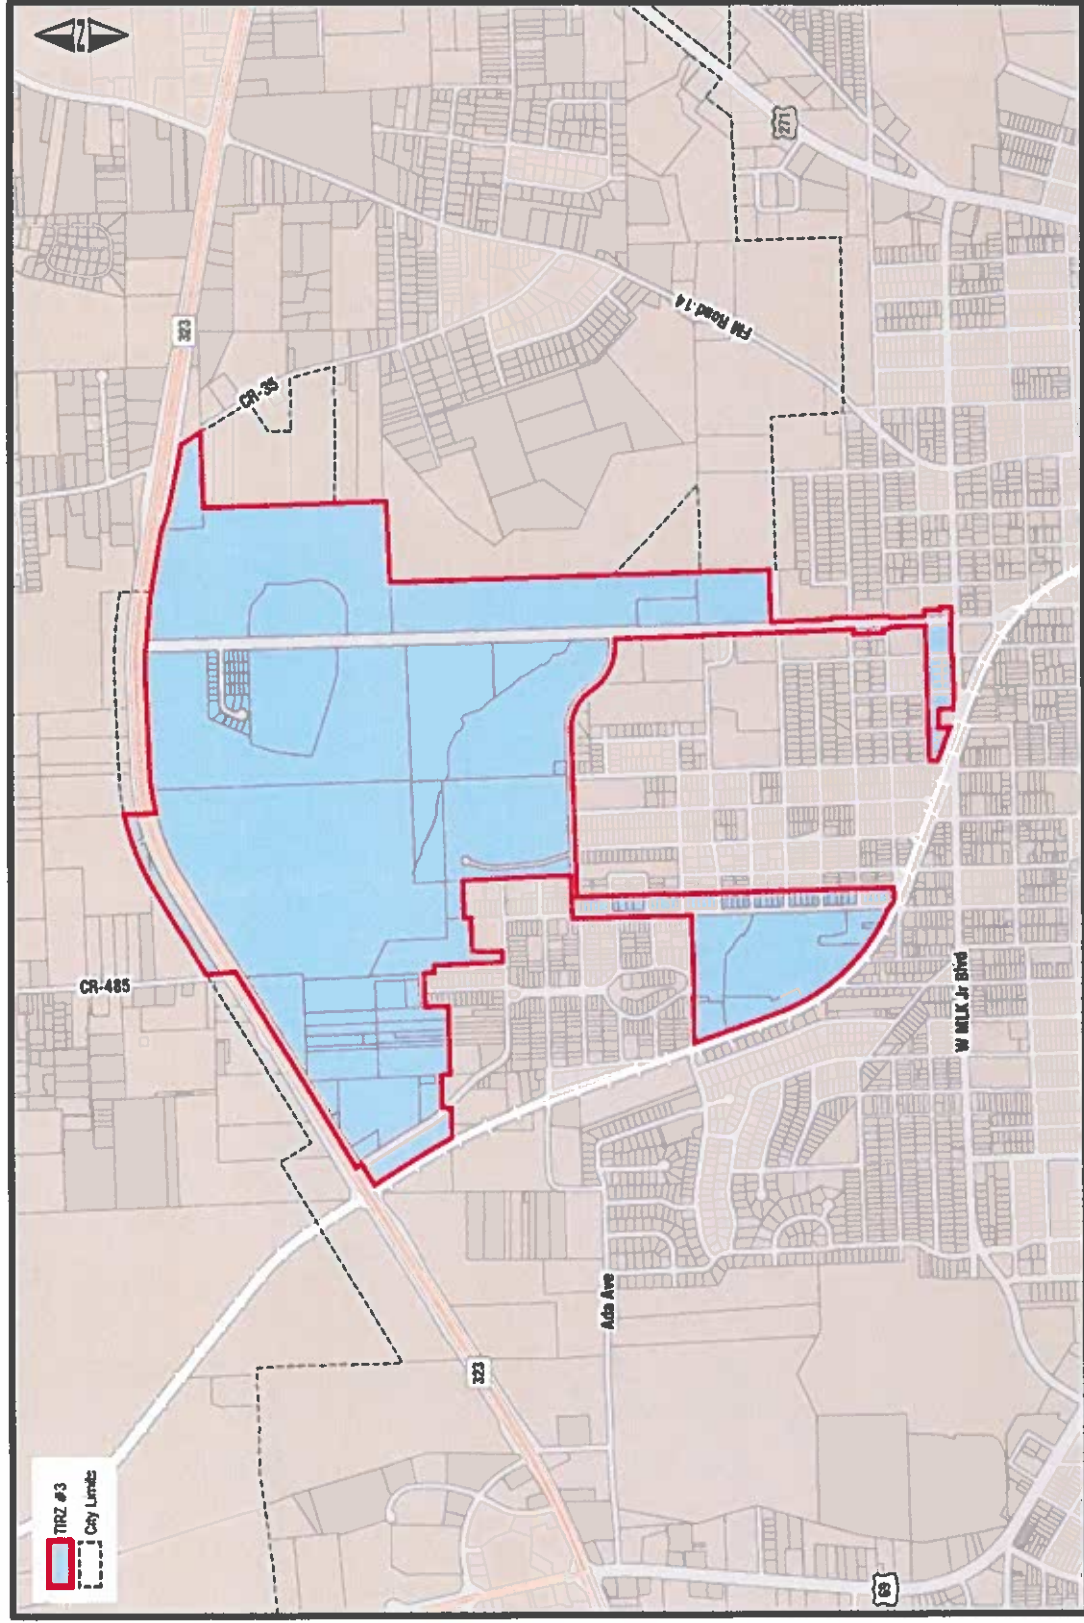 TIRZ #3
City Limits
N
323
CR-485
CR-35
FM Road 14
271
323
Ada Ave
W MLK Jr Blvd
69